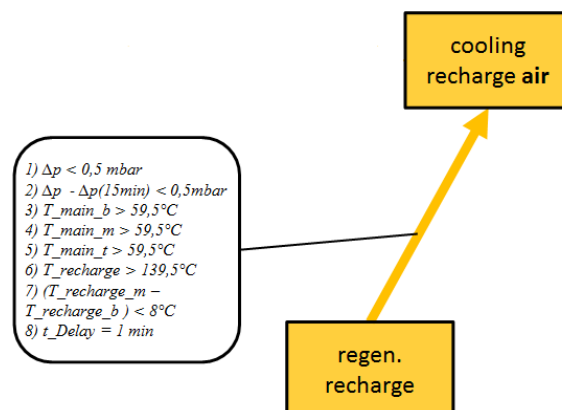 cooling
recharge air
1) Δp < 0,5 mbar
2) Δp - Δp(15min) < 0,5mbar
3) T_main_b > 59,5°C
4) T_main_m > 59,5°C
5) T_main_t > 59,5°C
6) T_recharge > 139,5°C
7) (T_recharge_m –
T_recharge_b ) < 8°C
8) t_Delay = 1 min
regen.
recharge